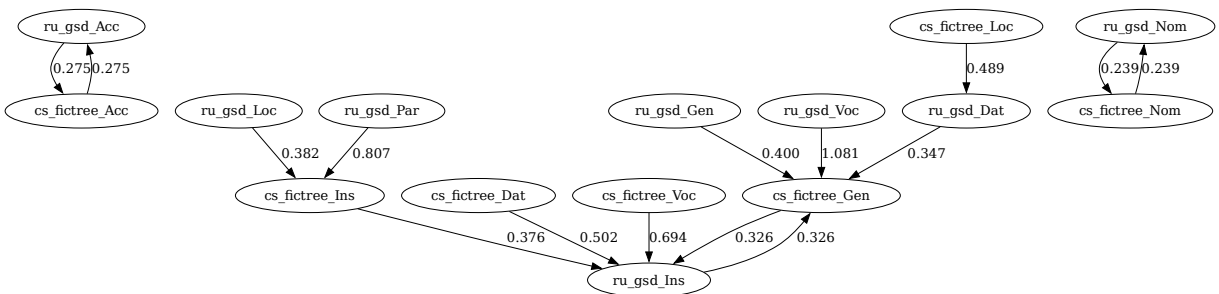 ru_gsd_Acc
cs_fictree_Loc
ru_gsd_Nom
0.275
0.275
0.489
0.239
0.239
cs_fictree_Acc
ru_gsd_Loc
ru_gsd_Par
ru_gsd_Gen
ru_gsd_Voc
ru_gsd_Dat
cs_fictree_Nom
0.382
0.807
0.400
1.081
0.347
cs_fictree_Ins
cs_fictree_Dat
cs_fictree_Voc
cs_fictree_Gen
0.376
0.502
0.694
0.326
0.326
ru_gsd_Ins